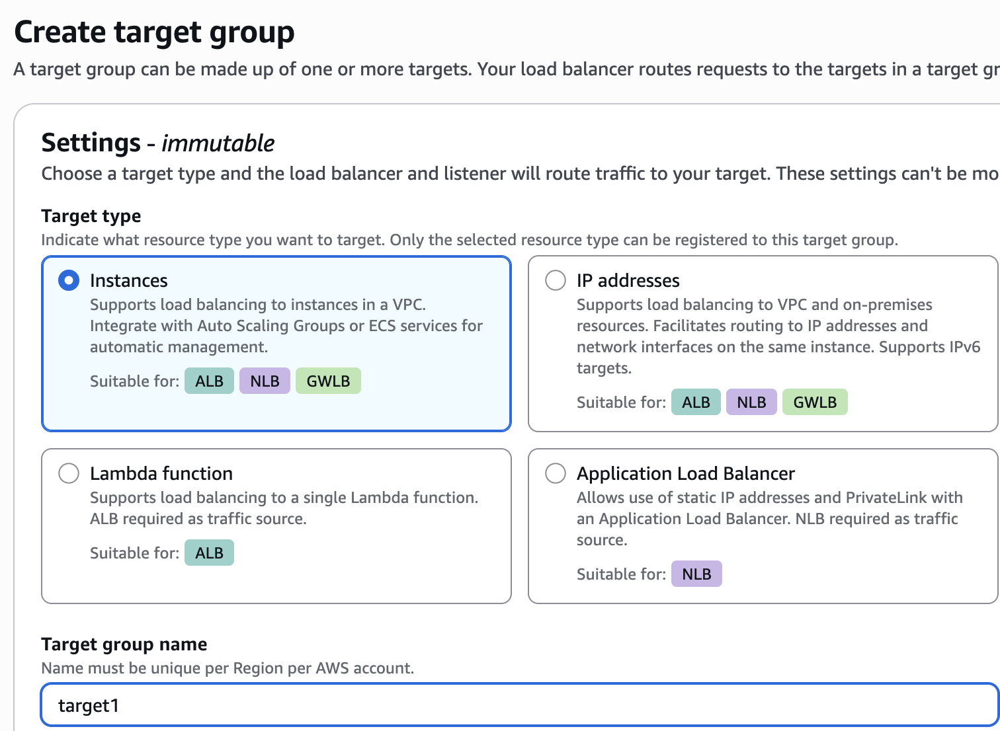 Create target group
A target group can be made up of one or more targets. Your load balancer routes requests to the targets in a target gr
Settings - immutable
Choose a target type and the load balancer and listener will route traffic to your target. These settings can't be mo
Target type
Indicate what resource type you want to target. Only the selected resource type can be registered to this target group.
Instances
Supports load balancing to instances in a VPC.
Integrate with Auto Scaling Groups or ECS services for
automatic management.
Suitable for: ALB NLB GWLB
IP addresses
Supports load balancing to VPC and on-premises
resources. Facilitates routing to IP addresses and
network interfaces on the same instance. Supports IPv6
targets.
Suitable for: ALB NLB GWLB
Lambda function
Supports load balancing to a single Lambda function.
ALB required as traffic source.
Suitable for: ALB
Application Load Balancer
Allows use of static IP addresses and PrivateLink with
an Application Load Balancer. NLB required as traffic
source.
Suitable for: NLB
Target group name
Name must be unique per Region per AWS account.
target1